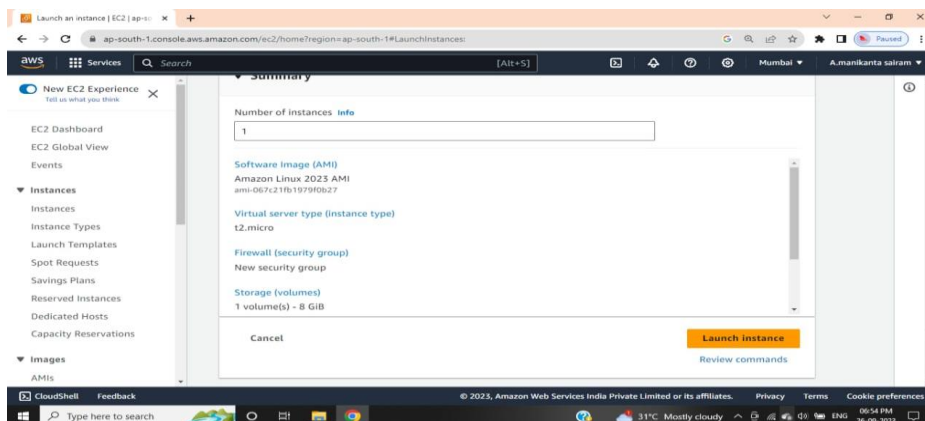 Launch an instance | EC2 | ap-so
ap-south-1.console.aws.amazon.com/ec2/home?region=ap-south-1#LaunchInstances:
Paused
aws Services Search [Alt+S] Mumbai A.manikanta sairam
New EC2 Experience
Tell us what you think
EC2 Dashboard
EC2 Global View
Events
Instances
Instances
Instance Types
Launch Templates
Spot Requests
Savings Plans
Reserved Instances
Dedicated Hosts
Capacity Reservations
Images
AMIs
Summary
Number of instances Info
1
Software Image (AMI)
Amazon Linux 2023 AMI
ami-067c21fb1979f0b27
Virtual server type (instance type)
t2.micro
Firewall (security group)
New security group
Storage (volumes)
1 volume(s) - 8 GiB
Cancel
Launch instance
Review commands
CloudShell Feedback © 2023, Amazon Web Services India Private Limited or its affiliates. Privacy Terms Cookie preferences
Type here to search 31°C Mostly cloudy ENG 06:54 PM
26-09-2023